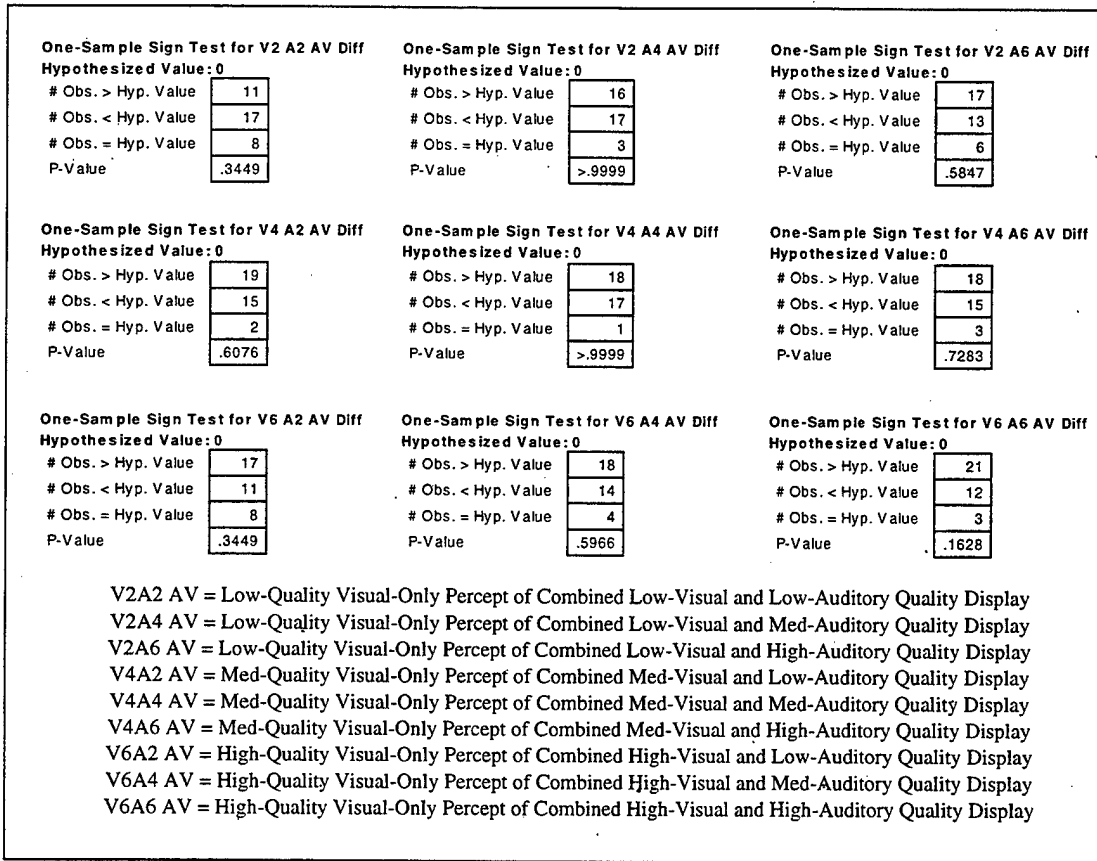 One-Sample Sign Test for V2 A2 AV Diff
Hypothesized Value: 0
# Obs. > Hyp. Value 11
# Obs. < Hyp. Value 17
# Obs. = Hyp. Value 8
P-Value .3449
One-Sample Sign Test for V2 A4 AV Diff
Hypothesized Value: 0
# Obs. > Hyp. Value 16
# Obs. < Hyp. Value 17
# Obs. = Hyp. Value 3
P-Value >.9999
One-Sample Sign Test for V2 A6 AV Diff
Hypothesized Value: 0
# Obs. > Hyp. Value 17
# Obs. < Hyp. Value 13
# Obs. = Hyp. Value 6
P-Value .5847
One-Sample Sign Test for V4 A2 AV Diff
Hypothesized Value: 0
# Obs. > Hyp. Value 19
# Obs. < Hyp. Value 15
# Obs. = Hyp. Value 2
P-Value .6076
One-Sample Sign Test for V4 A4 AV Diff
Hypothesized Value: 0
# Obs. > Hyp. Value 18
# Obs. < Hyp. Value 17
# Obs. = Hyp. Value 1
P-Value >.9999
One-Sample Sign Test for V4 A6 AV Diff
Hypothesized Value: 0
# Obs. > Hyp. Value 18
# Obs. < Hyp. Value 15
# Obs. = Hyp. Value 3
P-Value .7283
One-Sample Sign Test for V6 A2 AV Diff
Hypothesized Value: 0
# Obs. > Hyp. Value 17
# Obs. < Hyp. Value 11
# Obs. = Hyp. Value 8
P-Value .3449
One-Sample Sign Test for V6 A4 AV Diff
Hypothesized Value: 0
# Obs. > Hyp. Value 18
# Obs. < Hyp. Value 14
# Obs. = Hyp. Value 4
P-Value .5966
One-Sample Sign Test for V6 A6 AV Diff
Hypothesized Value: 0
# Obs. > Hyp. Value 21
# Obs. < Hyp. Value 12
# Obs. = Hyp. Value 3
P-Value .1628
V2A2 AV = Low-Quality Visual-Only Percept of Combined Low-Visual and Low-Auditory Quality Display
V2A4 AV = Low-Quality Visual-Only Percept of Combined Low-Visual and Med-Auditory Quality Display
V2A6 AV = Low-Quality Visual-Only Percept of Combined Low-Visual and High-Auditory Quality Display
V4A2 AV = Med-Quality Visual-Only Percept of Combined Med-Visual and Low-Auditory Quality Display
V4A4 AV = Med-Quality Visual-Only Percept of Combined Med-Visual and Med-Auditory Quality Display
V4A6 AV = Med-Quality Visual-Only Percept of Combined Med-Visual and High-Auditory Quality Display
V6A2 AV = High-Quality Visual-Only Percept of Combined High-Visual and Low-Auditory Quality Display
V6A4 AV = High-Quality Visual-Only Percept of Combined High-Visual and Med-Auditory Quality Display
V6A6 AV = High-Quality Visual-Only Percept of Combined High-Visual and High-Auditory Quality Display